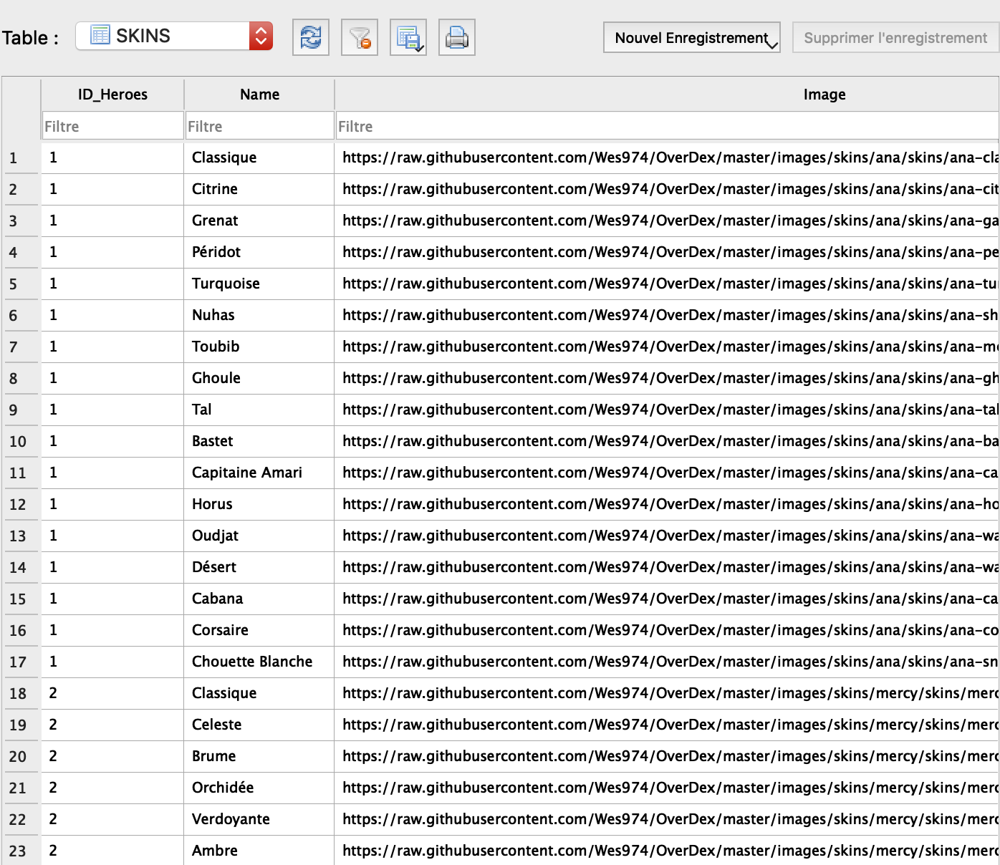 Table : SKINS Nouvel Enregistrement Supprimer l'enregistrement
ID_Heroes Name Image
Filtre Filtre Filtre
1 1 Classique https://raw.githubusercontent.com/Wes974/OverDex/master/images/skins/ana/skins/ana-cla
2 1 Citrine https://raw.githubusercontent.com/Wes974/OverDex/master/images/skins/ana/skins/ana-cit
3 1 Grenat https://raw.githubusercontent.com/Wes974/OverDex/master/images/skins/ana/skins/ana-ga
4 1 Péridot https://raw.githubusercontent.com/Wes974/OverDex/master/images/skins/ana/skins/ana-pe
5 1 Turquoise https://raw.githubusercontent.com/Wes974/OverDex/master/images/skins/ana/skins/ana-tu
6 1 Nuhas https://raw.githubusercontent.com/Wes974/OverDex/master/images/skins/ana/skins/ana-sh
7 1 Toubib https://raw.githubusercontent.com/Wes974/OverDex/master/images/skins/ana/skins/ana-me
8 1 Ghoule https://raw.githubusercontent.com/Wes974/OverDex/master/images/skins/ana/skins/ana-gh
9 1 Tal https://raw.githubusercontent.com/Wes974/OverDex/master/images/skins/ana/skins/ana-tal
10 1 Bastet https://raw.githubusercontent.com/Wes974/OverDex/master/images/skins/ana/skins/ana-ba
11 1 Capitaine Amari https://raw.githubusercontent.com/Wes974/OverDex/master/images/skins/ana/skins/ana-ca
12 1 Horus https://raw.githubusercontent.com/Wes974/OverDex/master/images/skins/ana/skins/ana-ho
13 1 Oudjat https://raw.githubusercontent.com/Wes974/OverDex/master/images/skins/ana/skins/ana-wa
14 1 Désert https://raw.githubusercontent.com/Wes974/OverDex/master/images/skins/ana/skins/ana-wa
15 1 Cabana https://raw.githubusercontent.com/Wes974/OverDex/master/images/skins/ana/skins/ana-ca
16 1 Corsaire https://raw.githubusercontent.com/Wes974/OverDex/master/images/skins/ana/skins/ana-co
17 1 Chouette Blanche https://raw.githubusercontent.com/Wes974/OverDex/master/images/skins/ana/skins/ana-sn
18 2 Classique https://raw.githubusercontent.com/Wes974/OverDex/master/images/skins/mercy/skins/merc
19 2 Celeste https://raw.githubusercontent.com/Wes974/OverDex/master/images/skins/mercy/skins/merc
20 2 Brume https://raw.githubusercontent.com/Wes974/OverDex/master/images/skins/mercy/skins/merc
21 2 Orchidée https://raw.githubusercontent.com/Wes974/OverDex/master/images/skins/mercy/skins/merc
22 2 Verdoyante https://raw.githubusercontent.com/Wes974/OverDex/master/images/skins/mercy/skins/merc
23 2 Ambre https://raw.githubusercontent.com/Wes974/OverDex/master/images/skins/mercy/skins/merc